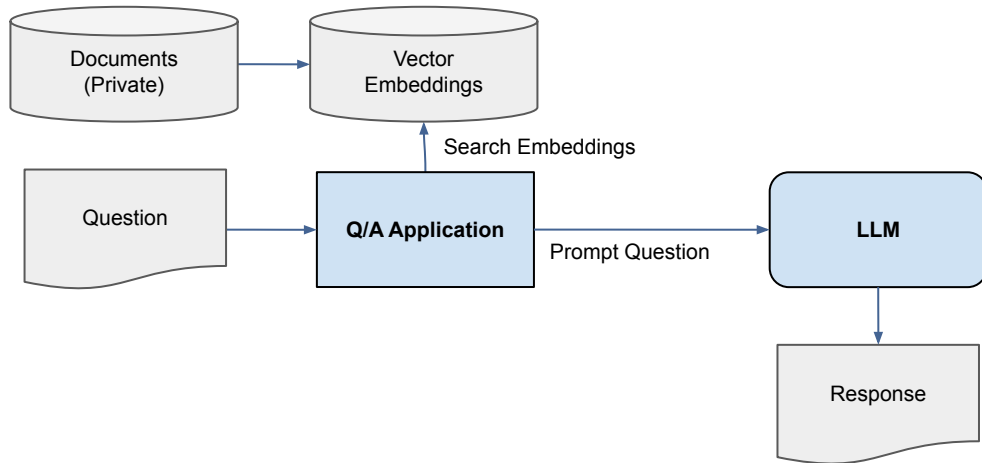 Documents
(Private)
Vector
Embeddings
Search Embeddings
Question
Q/A Application
Prompt Question
LLM
Response